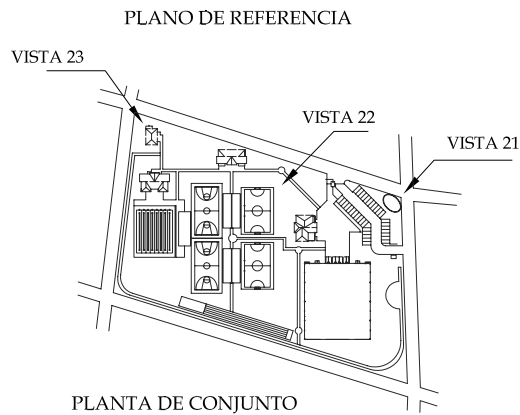 PLANO DE REFERENCIA
VISTA 23
VISTA 22
VISTA 21
PLANTA DE CONJUNTO